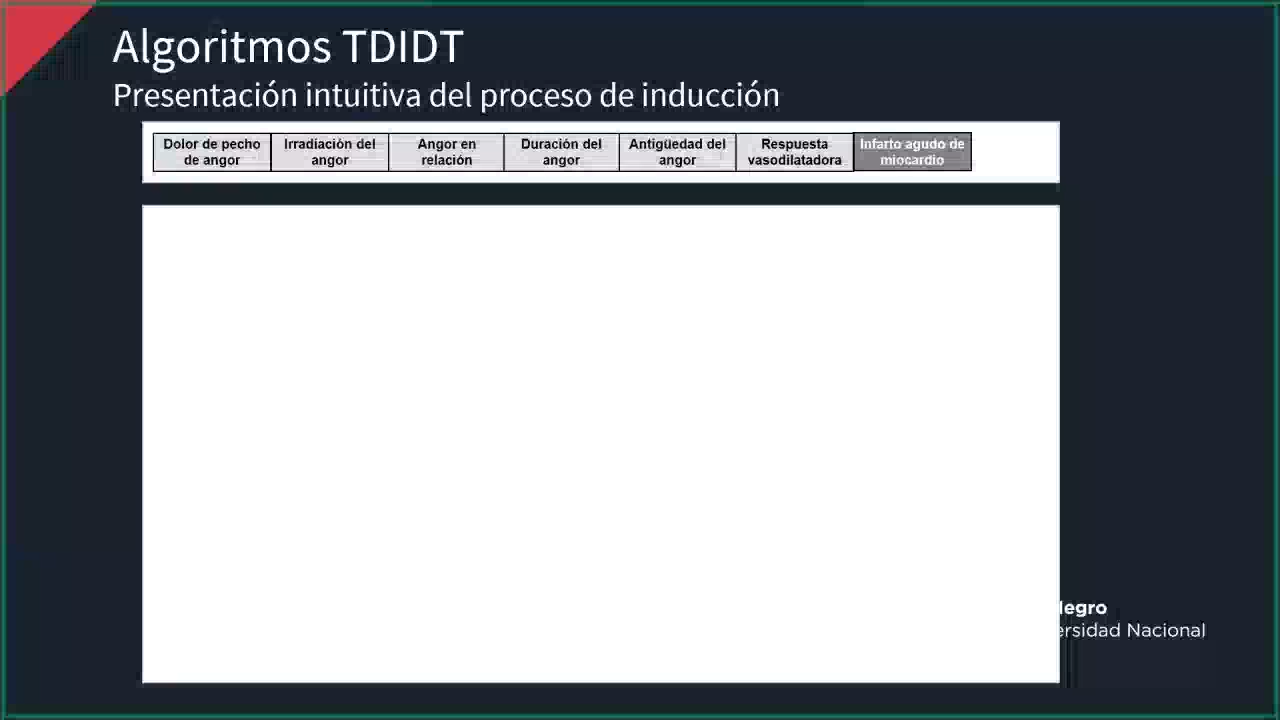 Algoritmos TDIDT
Presentación intuitiva del proceso de inducción
Dolor de pecho
de angor
Irradiación del
angor
Angor en
relación
Duración del
angor
Antigüedad del
angor
Respuesta
vasodilatadora
Infarto agudo de
miocardio
legro
ersidad Nacional